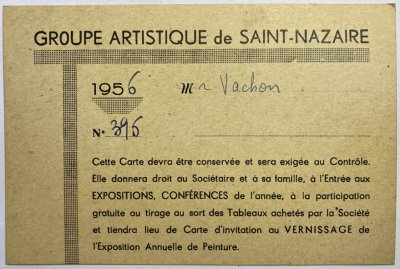 GROUPE ARTISTIQUE de SAINT-NAZAIRE
1956 Mr Vachon
N° 395
Cette Carte devra être conservée et sera exigée au Contrôle.
Elle donnera droit au Sociétaire et à sa famille, à l'Entrée aux
EXPOSITIONS, CONFÉRENCES de l'année, à la participation
gratuite au tirage au sort des Tableaux achetés par la Société
et tiendra lieu de Carte d'invitation au VERNISSAGE de
l'Exposition Annuelle de Peinture.